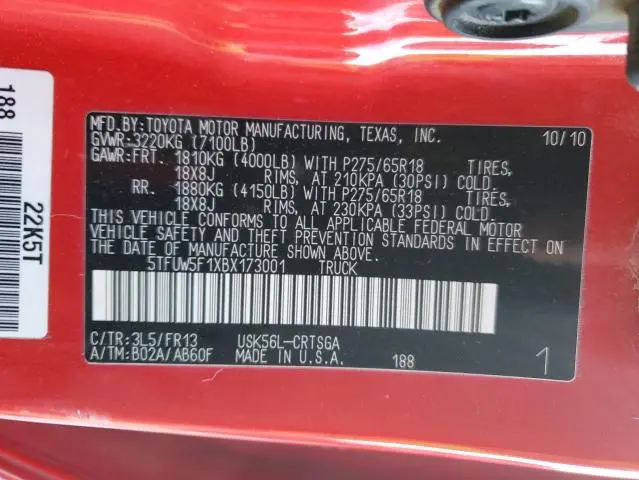 MFD.BY:TOYOTA MOTOR MANUFACTURING, TEXAS, INC. 10/10
GVWR:3220KG (7100LB)
GAWR:FRT. 1810KG (4000LB) WITH P275/65R18 TIRES,
18X8J RIMS, AT 210KPA (30PSI) COLD.
RR. 1880KG (4150LB) WITH P275/65R18 TIRES,
18X8J RIMS, AT 230KPA (33PSI) COLD.
THIS VEHICLE CONFORMS TO ALL APPLICABLE FEDERAL MOTOR
VEHICLE SAFETY AND THEFT PREVENTION STANDARDS IN EFFECT ON
THE DATE OF MANUFACTURE SHOWN ABOVE.
5TFUW5F1XBX173001 TRUCK
C/TR:3L5/FR13 USK56L-CRTSGA
A/TM:B02A/AB60F MADE IN U.S.A. 188 1
188
22K5T